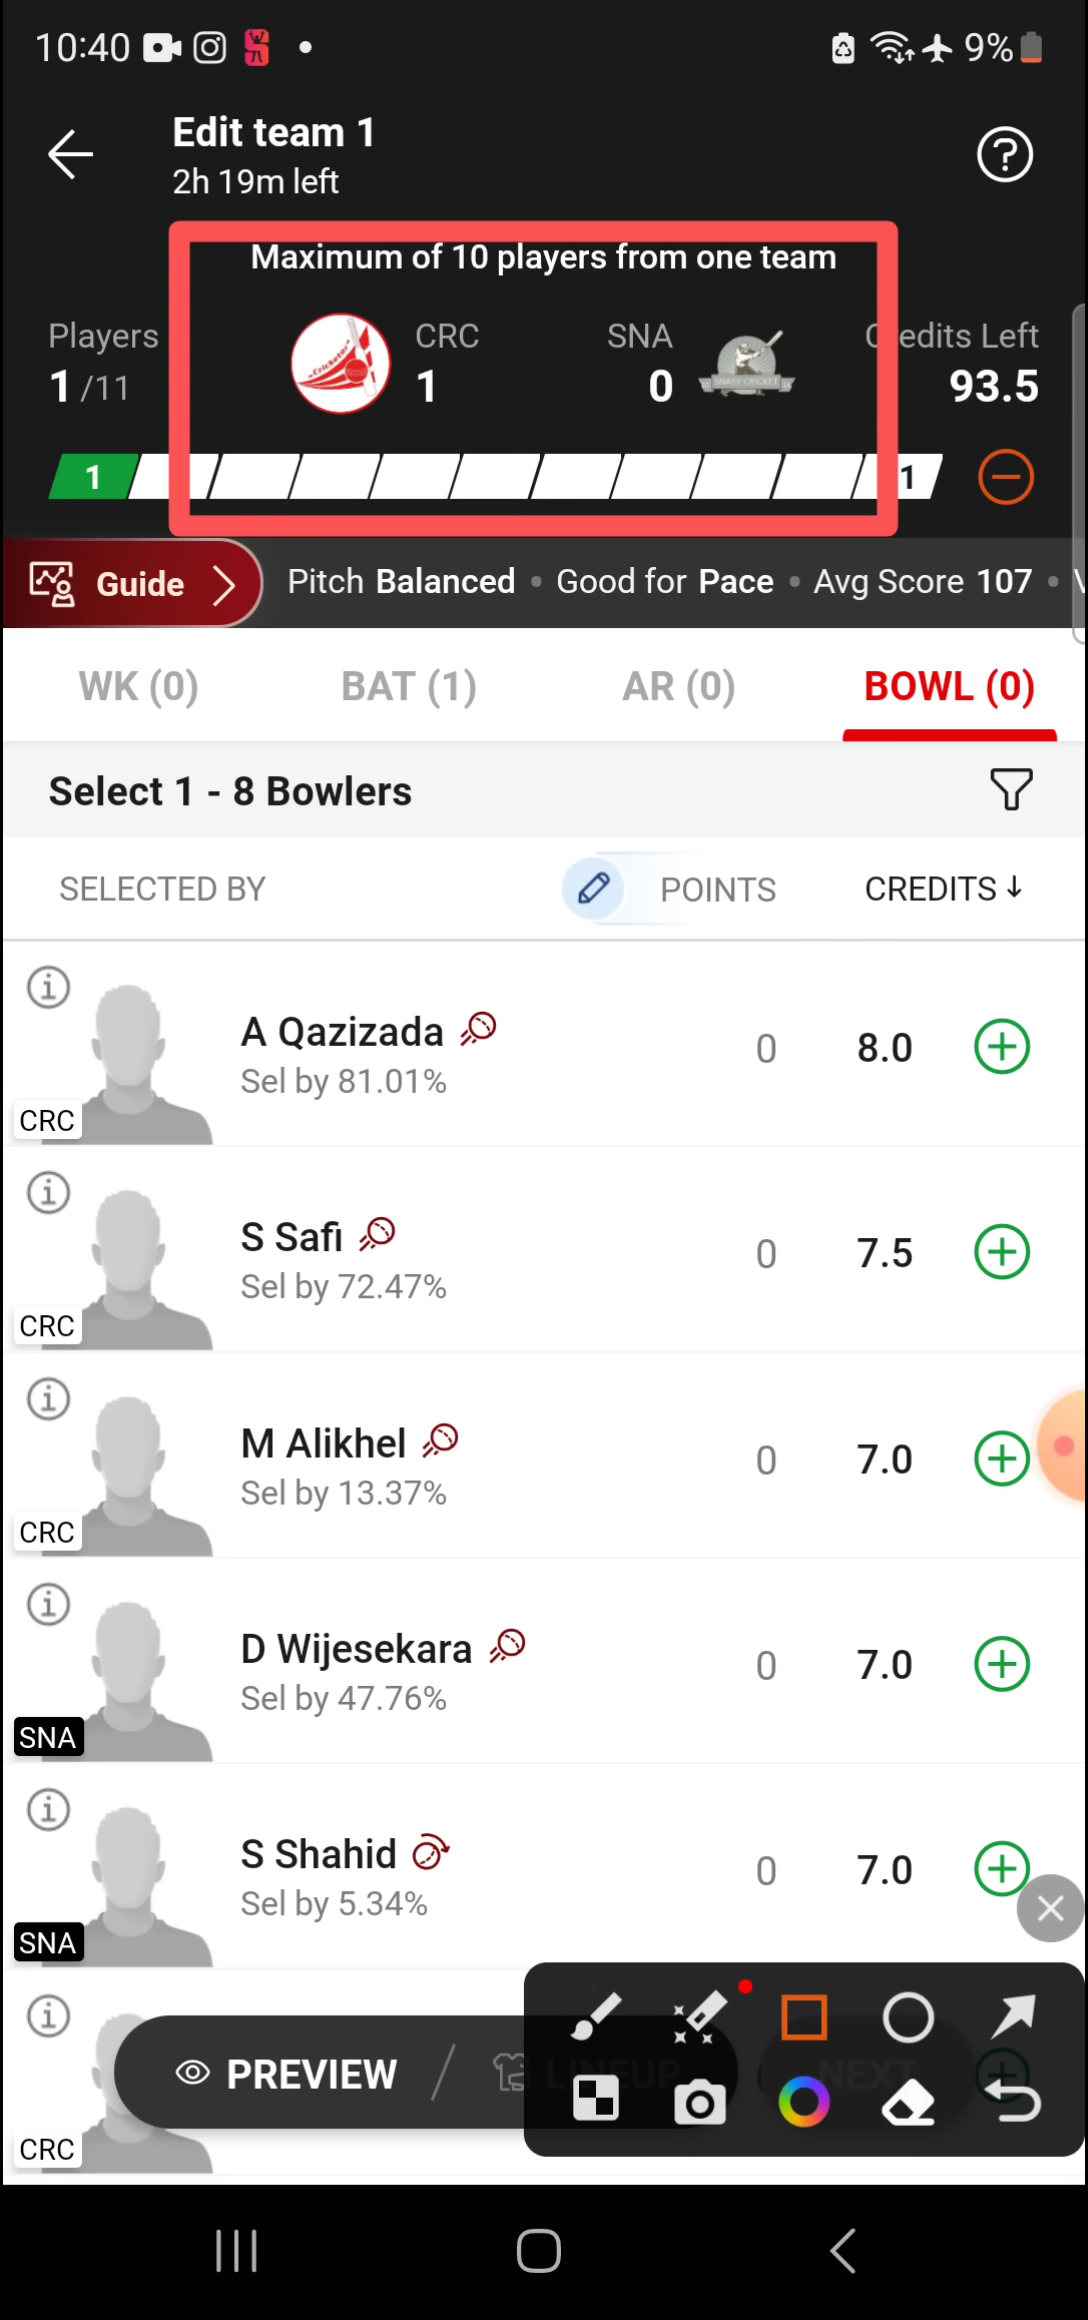 10:40 9%
Edit team 1
2h 19m left
Maximum of 10 players from one team
Players CRC SNA Credits Left
1/11 1 0 93.5
1 1
Guide Pitch Balanced • Good for Pace • Avg Score 107 •
WK (0) BAT (1) AR (0) BOWL (0)
Select 1 - 8 Bowlers
SELECTED BY POINTS CREDITS ↓
A Qazizada 0 8.0
Sel by 81.01%
CRC
S Safi 0 7.5
Sel by 72.47%
CRC
M Alikhel 0 7.0
Sel by 13.37%
CRC
D Wijesekara 0 7.0
Sel by 47.76%
SNA
S Shahid 0 7.0
Sel by 5.34%
SNA
PREVIEW / LINEUP NEXT
CRC